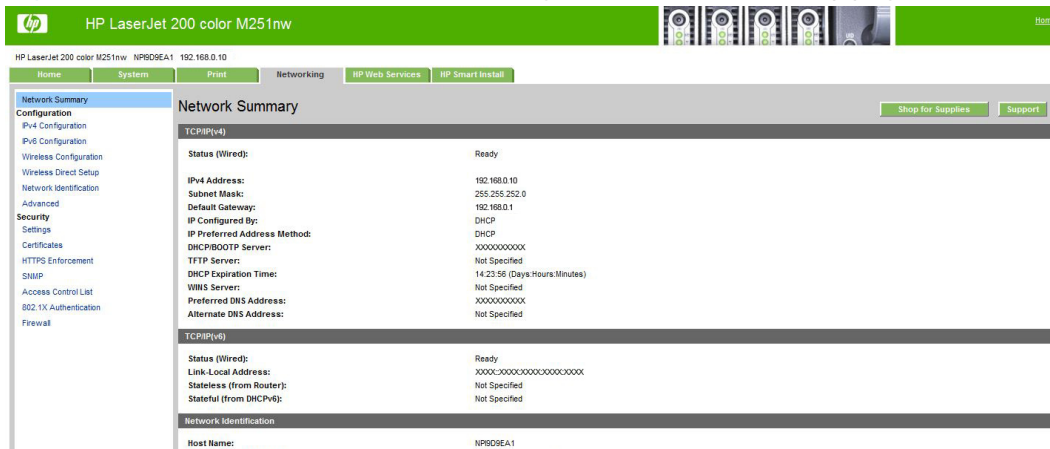 hp HP LaserJet 200 color M251nw
HP LaserJet 200 color M251nw NPI9D9EA1 192.168.0.10
Home System Print Networking HP Web Services HP Smart Install
Network Summary
Configuration
IPv4 Configuration
IPv6 Configuration
Wireless Configuration
Wireless Direct Setup
Network Identification
Advanced
Security
Settings
Certificates
HTTPS Enforcement
SNMP
Access Control List
802.1X Authentication
Firewall
Network Summary Shop for Supplies Support
TCP/IP(v4)
Status (Wired): Ready
IPv4 Address: 192.168.0.10
Subnet Mask: 255.255.252.0
Default Gateway: 192.168.0.1
IP Configured By: DHCP
IP Preferred Address Method: DHCP
DHCP/BOOTP Server: XXXXXXXXXX
TFTP Server: Not Specified
DHCP Expiration Time: 14:23:56 (Days:Hours:Minutes)
WINS Server: Not Specified
Preferred DNS Address: XXXXXXXXXX
Alternate DNS Address: Not Specified
TCP/IP(v6)
Status (Wired): Ready
Link-Local Address: XXXX::XXXX:XXXX:XXXX:XXXX
Stateless (from Router): Not Specified
Stateful (from DHCPv6): Not Specified
Network Identification
Host Name: NPI9D9EA1